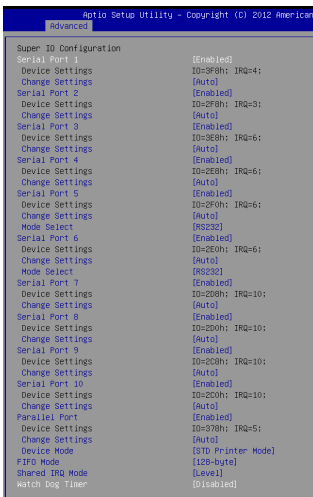 Aptio Setup Utility – Copyright (C) 2012 American
Advanced
Super IO Configuration
Serial Port 1 [Enabled]
Device Settings IO=3F8h; IRQ=4;
Change Settings [Auto]
Serial Port 2 [Enabled]
Device Settings IO=2F8h; IRQ=3;
Change Settings [Auto]
Serial Port 3 [Enabled]
Device Settings IO=3E8h; IRQ=6;
Change Settings [Auto]
Serial Port 4 [Enabled]
Device Settings IO=2E8h; IRQ=6;
Change Settings [Auto]
Serial Port 5 [Enabled]
Device Settings IO=2F0h; IRQ=6;
Change Settings [Auto]
Mode Select [RS232]
Serial Port 6 [Enabled]
Device Settings IO=2E0h; IRQ=6;
Change Settings [Auto]
Mode Select [RS232]
Serial Port 7 [Enabled]
Device Settings IO=2D8h; IRQ=10;
Change Settings [Auto]
Serial Port 8 [Enabled]
Device Settings IO=2D0h; IRQ=10;
Change Settings [Auto]
Serial Port 9 [Enabled]
Device Settings IO=2C8h; IRQ=10;
Change Settings [Auto]
Serial Port 10 [Enabled]
Device Settings IO=2C0h; IRQ=10;
Change Settings [Auto]
Parallel Port [Enabled]
Device Settings IO=378h; IRQ=5;
Change Settings [Auto]
Device Mode [STD Printer Mode]
FIFO Mode [128-byte]
Shared IRQ Mode [Level]
Watch Dog Timer [Disabled]